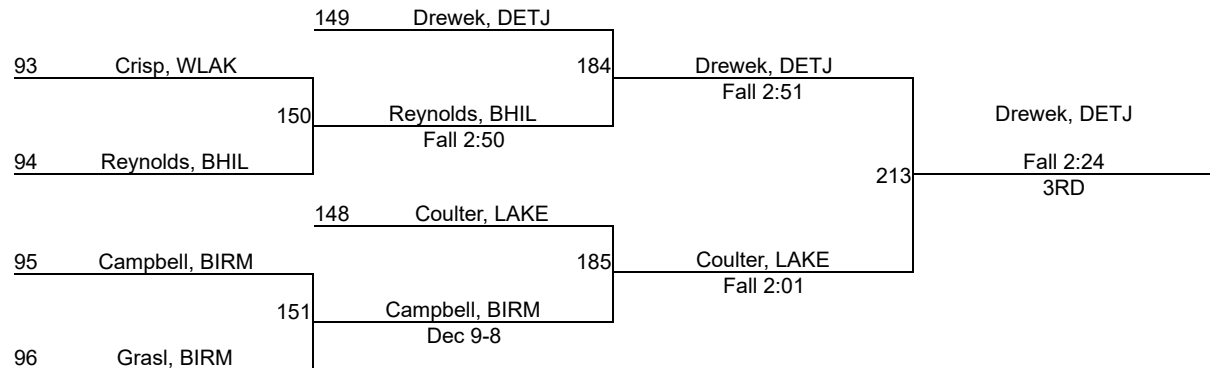 149 Drewek, DETJ
93 Crisp, WLAK 184 Drewek, DETJ
Fall 2:51
150 Reynolds, BHIL Drewek, DETJ
Fall 2:50
94 Reynolds, BHIL Fall 2:24
213
3RD
148 Coulter, LAKE
95 Campbell, BIRM 185 Coulter, LAKE
Fall 2:01
151 Campbell, BIRM
Dec 9-8
96 Grasl, BIRM